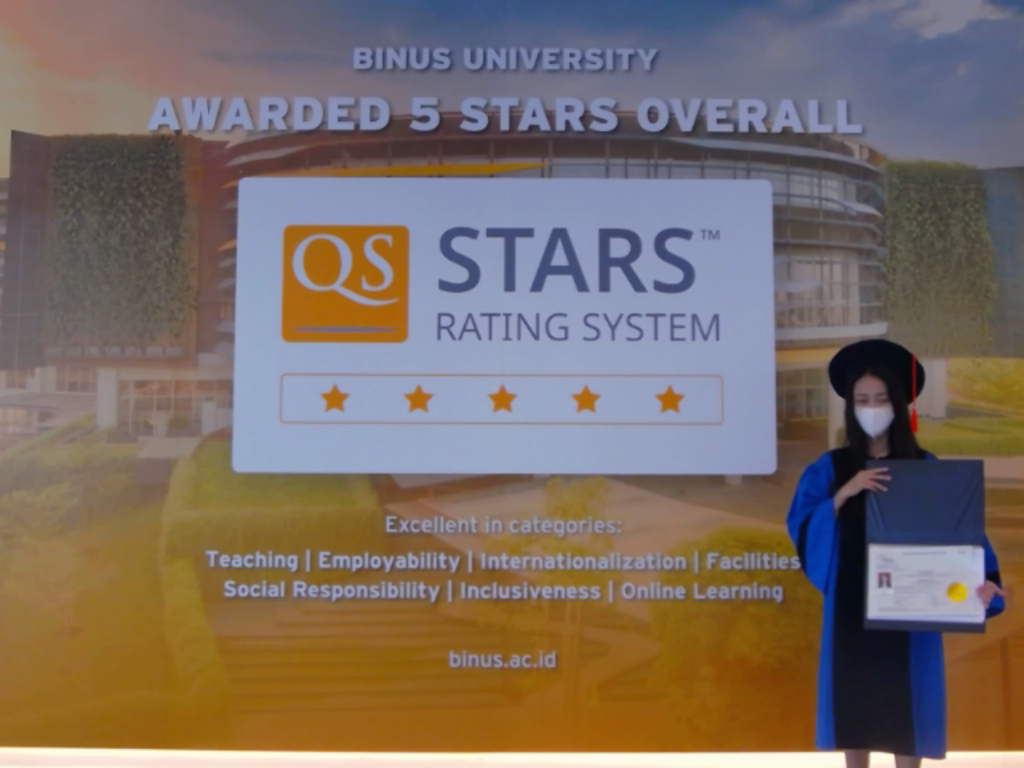 BINUS UNIVERSITY
AWARDED 5 STARS OVERALL
QS
STARS™
RATING SYSTEM
Excellent in categories:
Teaching | Employability | Internationalization | Facilities
Social Responsibility | Inclusiveness | Online Learning
binus.ac.id